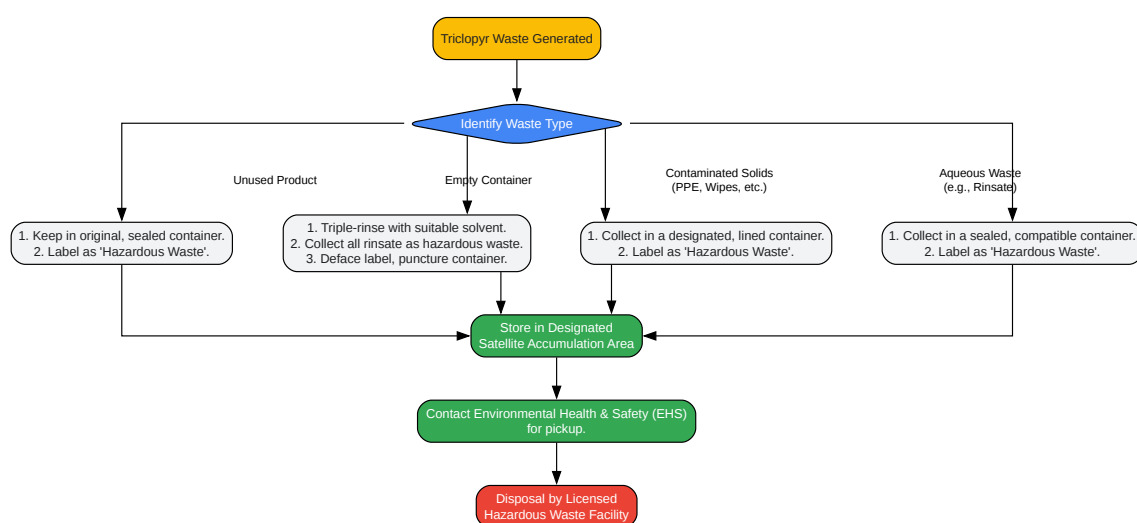 Triclopyr Waste Generated
Identify Waste Type
Unused Product
Empty Container
Contaminated Solids
(PPE, Wipes, etc.)
Aqueous Waste
(e.g., Rinsate)
1. Keep in original, sealed container.
2. Label as 'Hazardous Waste'.
1. Triple-rinse with suitable solvent.
2. Collect all rinsate as hazardous waste.
3. Deface label, puncture container.
1. Collect in a designated, lined container.
2. Label as 'Hazardous Waste'.
1. Collect in a sealed, compatible container.
2. Label as 'Hazardous Waste'.
Store in Designated
Satellite Accumulation Area
Contact Environmental Health & Safety (EHS)
for pickup.
Disposal by Licensed
Hazardous Waste Facility